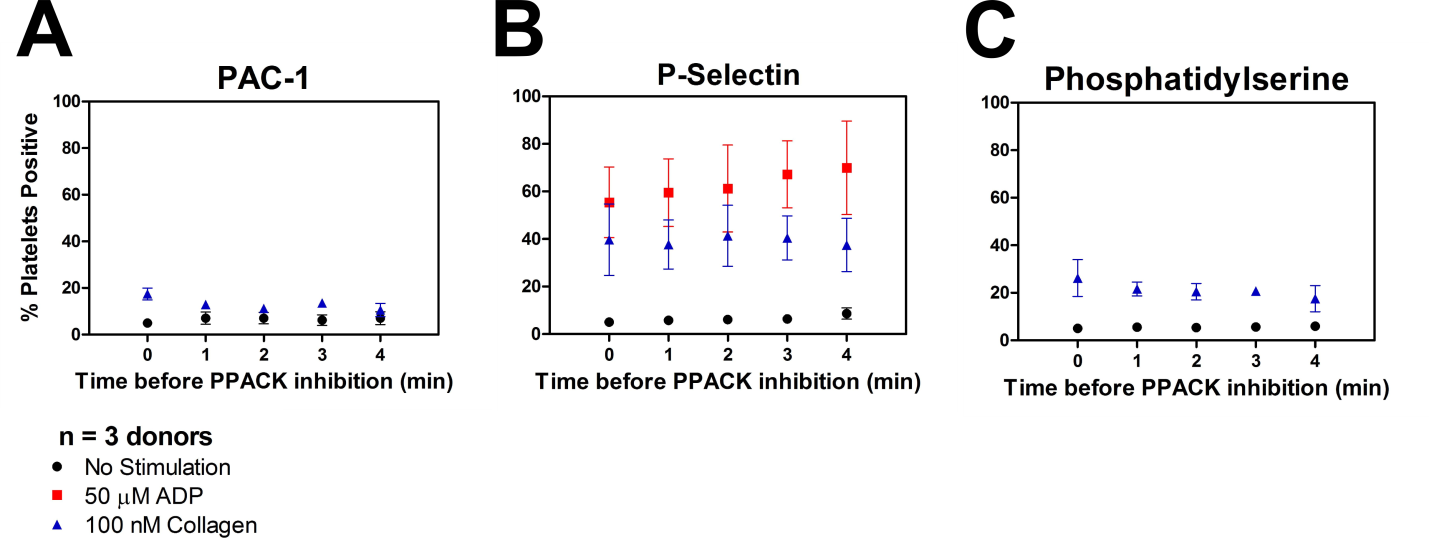 A
PAC-1
% Platelets Positive
100
80
60
40
20
0
0 1 2 3 4
Time before PPACK inhibition (min)
B
P-Selectin
100
80
60
40
20
0
0 1 2 3 4
Time before PPACK inhibition (min)
C
Phosphatidylserine
100
80
60
40
20
0
0 1 2 3 4
Time before PPACK inhibition (min)
n = 3 donors
No Stimulation
50 μM ADP
100 nM Collagen